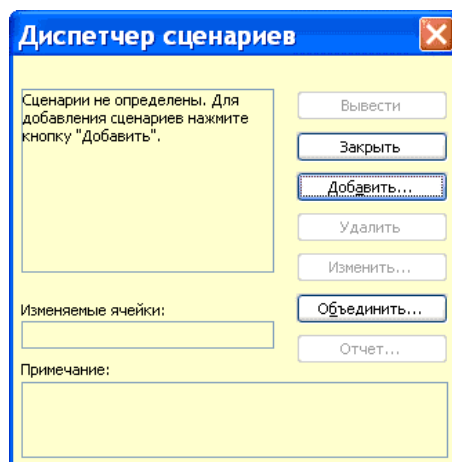 Диспетчер сценариев
Сценарии не определены. Для
добавления сценариев нажмите
кнопку "Добавить".
Вывести
Закрыть
Добавить...
Удалить
Изменить...
Объединить...
Отчет...
Изменяемые ячейки:
Примечание: